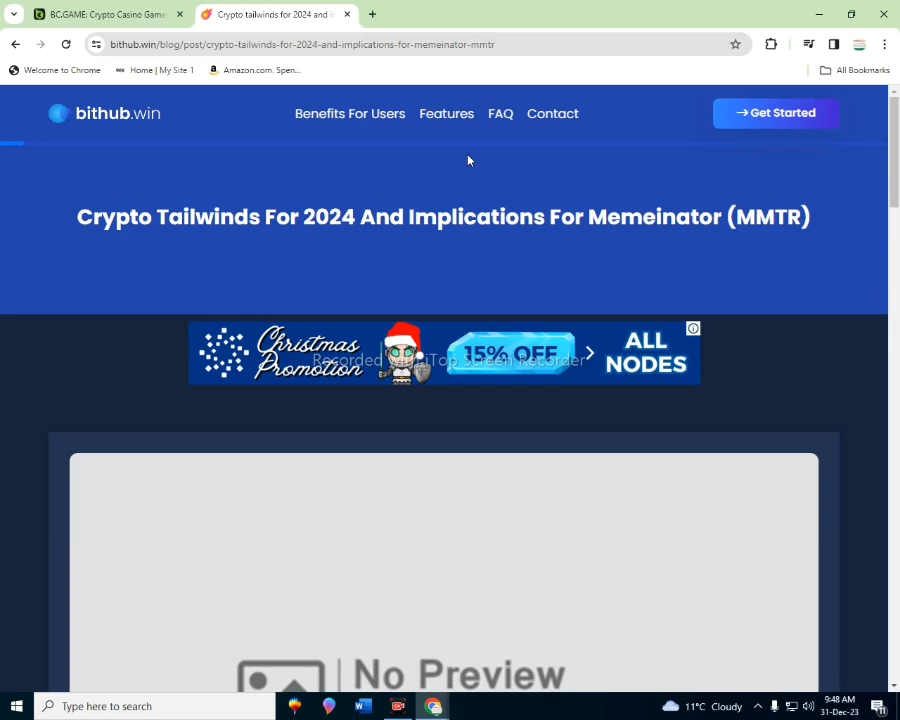 BC.GAME: Crypto Casino Game
Crypto tailwinds for 2024 and i
bithub.win/blog/post/crypto-tailwinds-for-2024-and-implications-for-memeinator-mmtr
Welcome to Chrome
Home | My Site 1
Amazon.com. Spen...
All Bookmarks
bithub.win
Benefits For Users
Features
FAQ
Contact
Get Started
Crypto Tailwinds For 2024 And Implications For Memeinator (MMTR)
Christmas
Promotion
15% OFF
ALL
NODES
Recorded with iTop Screen Recorder
No Preview
Type here to search
11°C Cloudy
9:48 AM
31-Dec-23